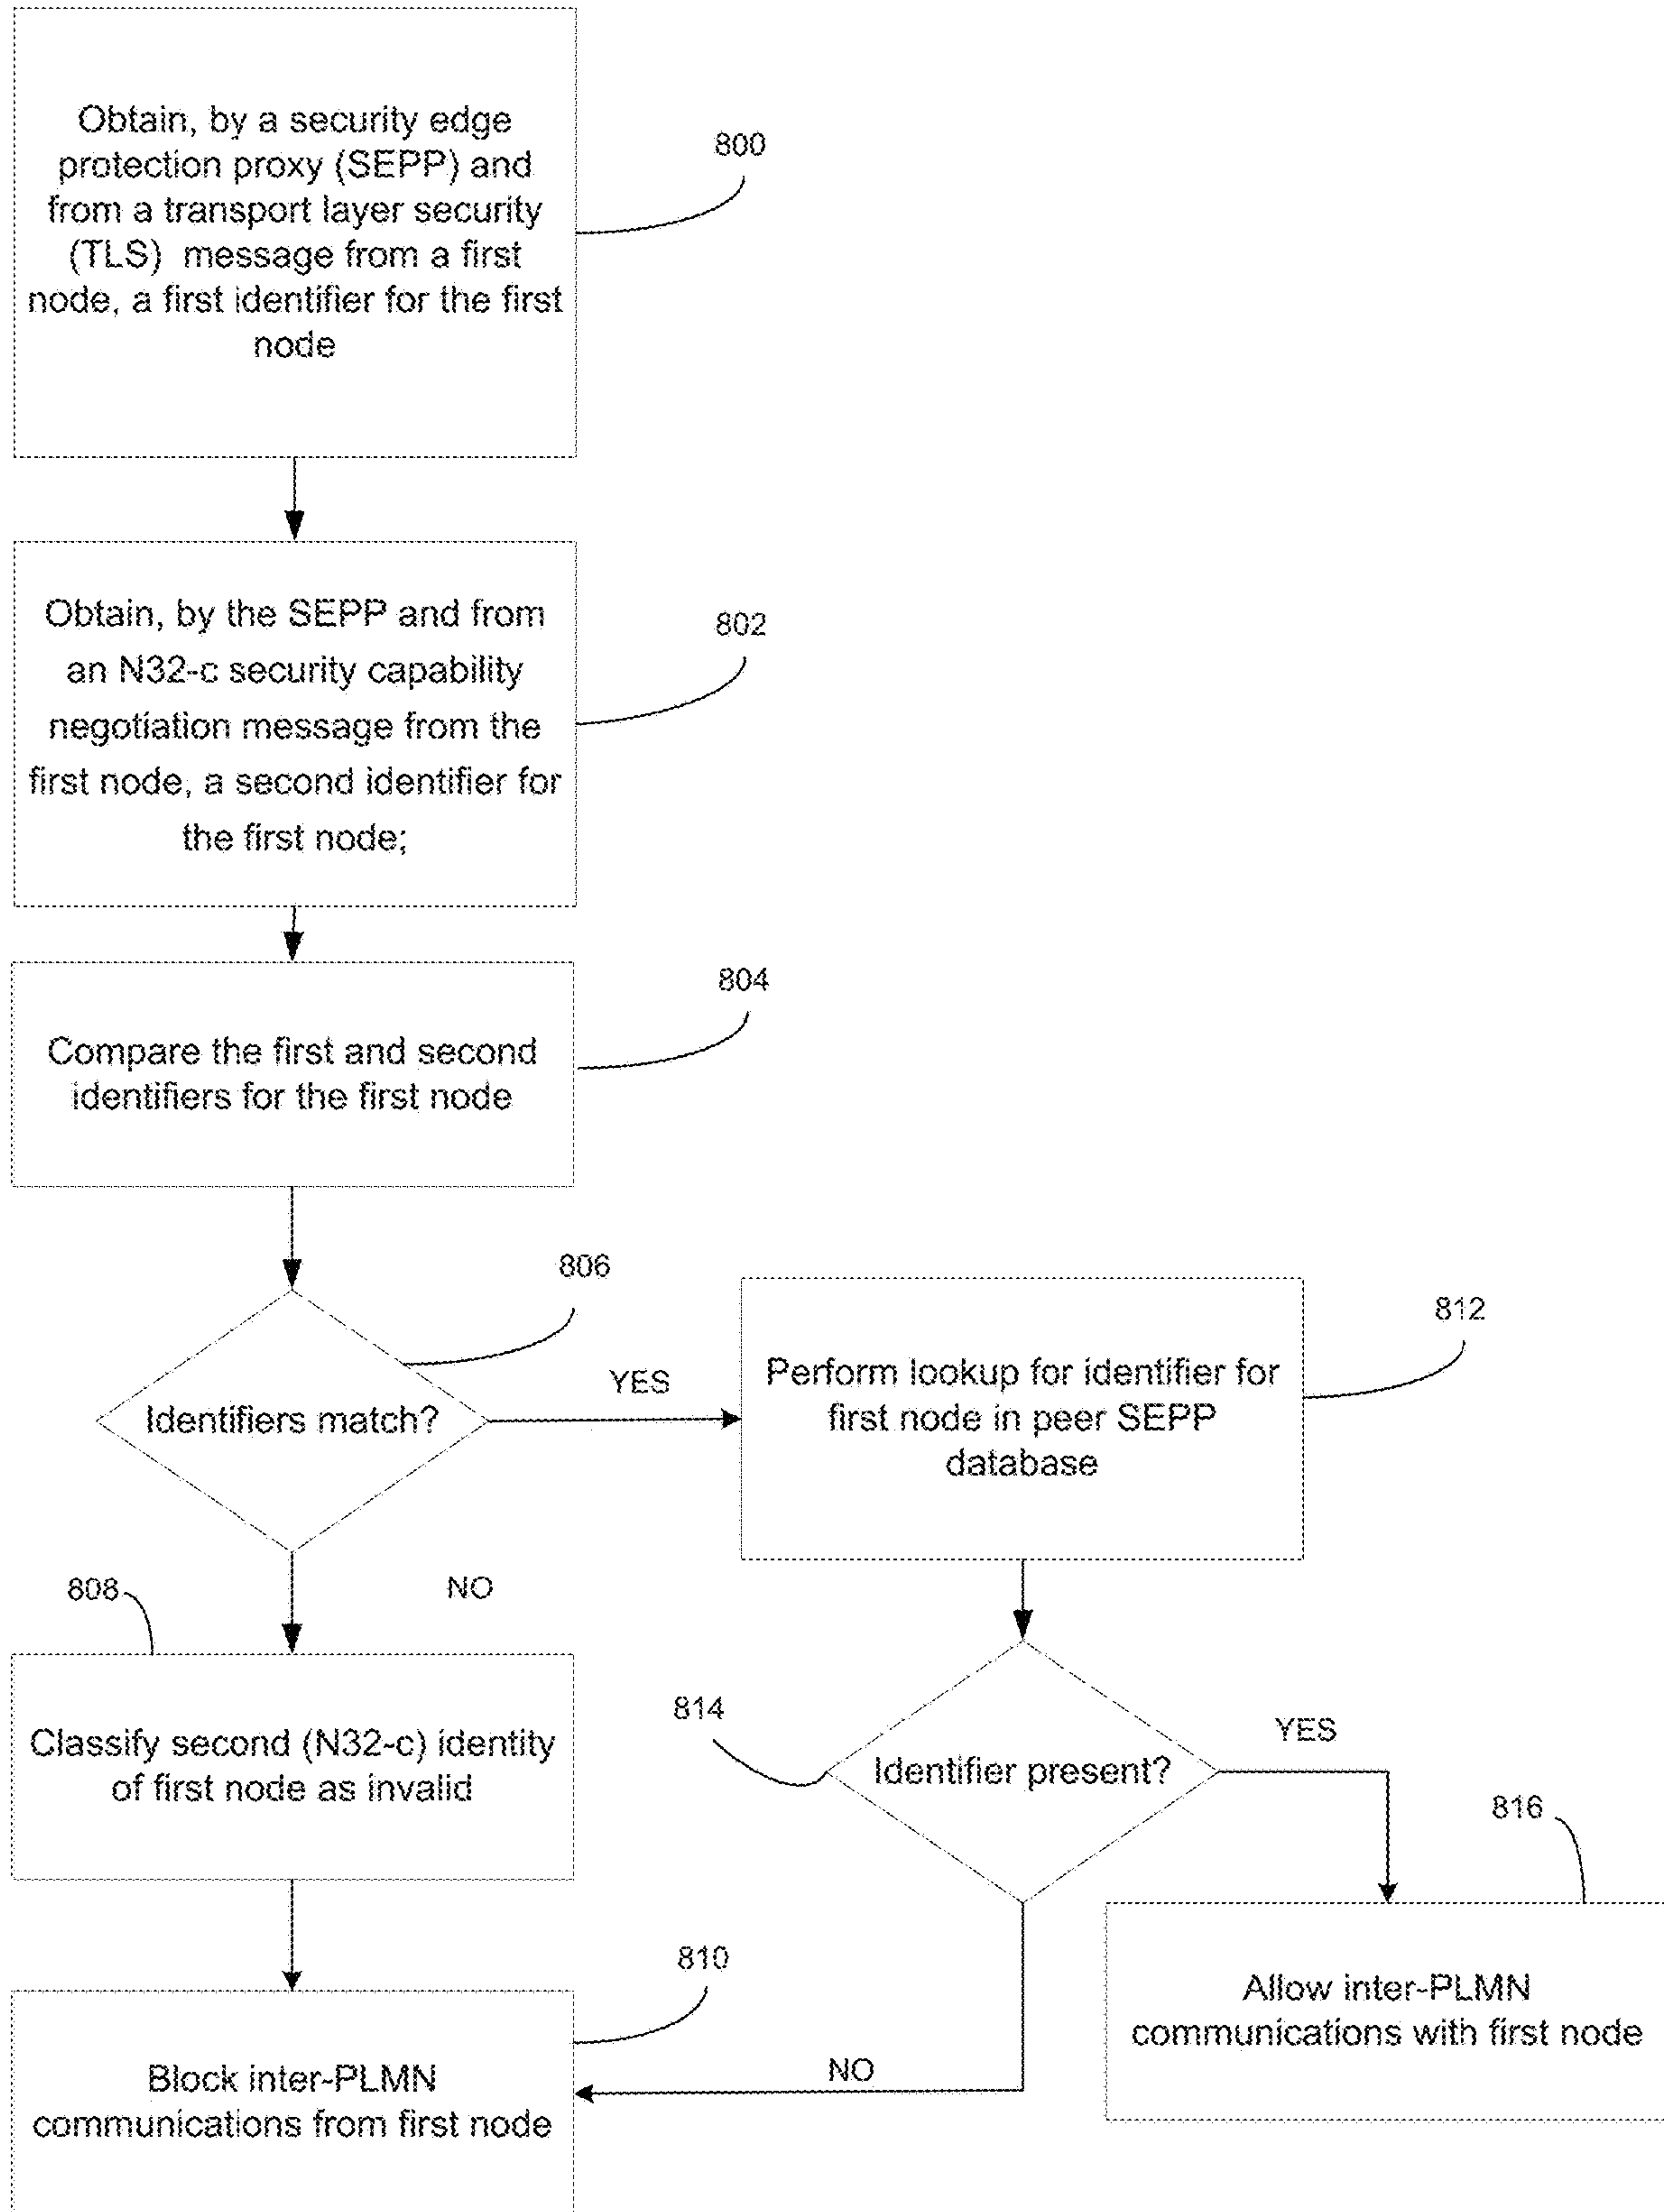 Obtain, by a security edge
protection proxy (SEPP) and
from a transport layer security
(TLS) message from a first
node, a first identifier for the first
node
800
Obtain, by the SEPP and from
an N32-c security capability
negotiation message from the
first node, a second identifier for
the first node;
802
Compare the first and second
identifiers for the first node
804
Identifiers match?
806
YES
NO
Perform lookup for identifier for
first node in peer SEPP
database
812
808
Classify second (N32-c) identity
of first node as invalid
814
Identifier present?
YES
NO
816
Allow inter-PLMN
communications with first node
810
Block inter-PLMN
communications from first node